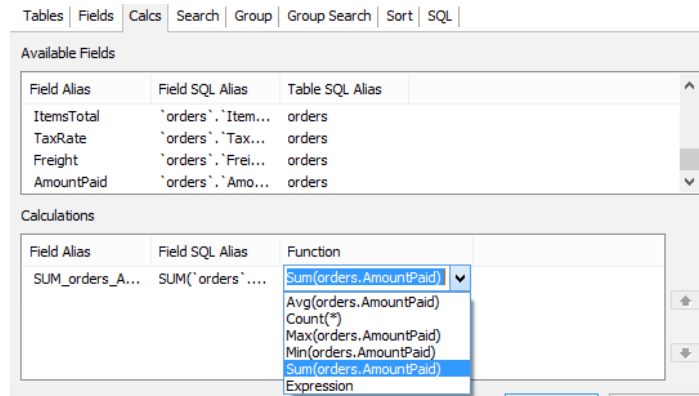 Tables Fields Calcs Search Group Group Search Sort SQL
Available Fields
Field Alias Field SQL Alias Table SQL Alias
ItemsTotal `orders`.`Item... orders
TaxRate `orders`.`Tax... orders
Freight `orders`.`Frei... orders
AmountPaid `orders`.`Amo... orders
Calculations
Field Alias Field SQL Alias Function
SUM_orders_A... SUM(`orders`.... Sum(orders.AmountPaid)
Avg(orders.AmountPaid)
Count(*)
Max(orders.AmountPaid)
Min(orders.AmountPaid)
Sum(orders.AmountPaid)
Expression